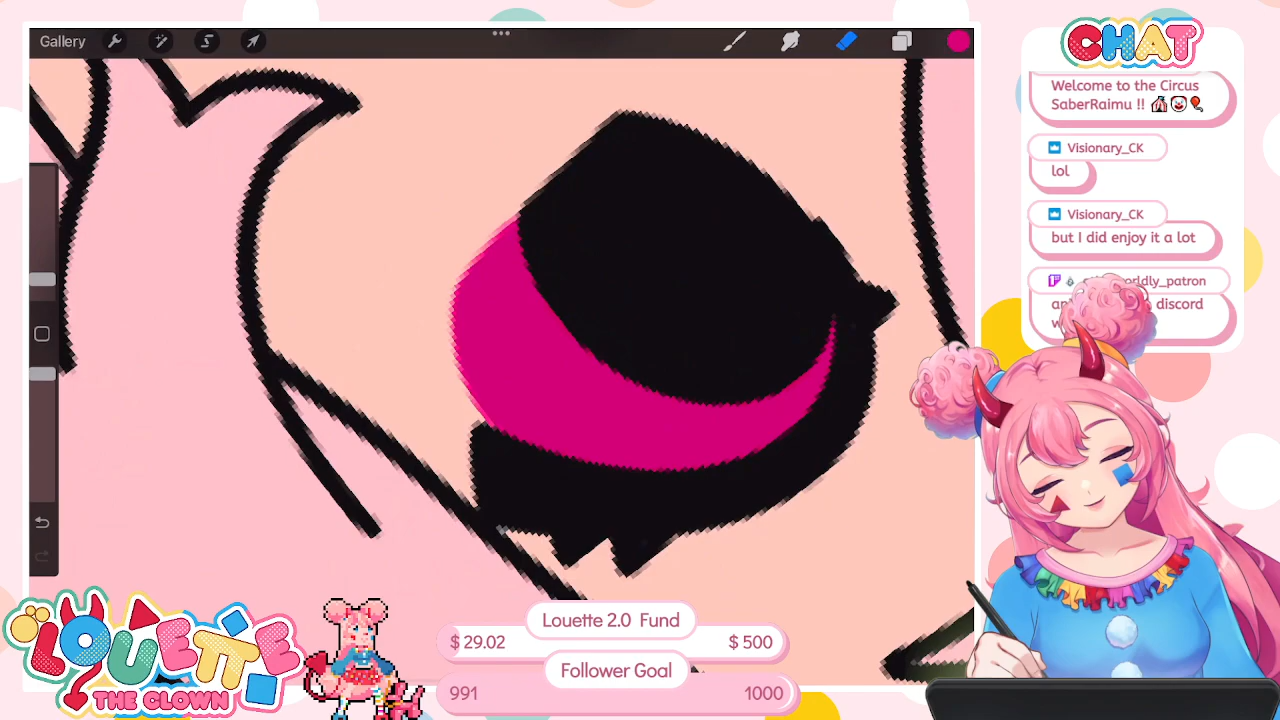 Gallery
CHAT
Welcome to the Circus
SaberRaimu !!
Visionary_CK
lol
Visionary_CK
but I did enjoy it a lot
rldly_patron
discord
LOUETTE
THE CLOWN
Louette 2.0 Fund
$ 29.02
$ 500
Follower Goal
991
1000